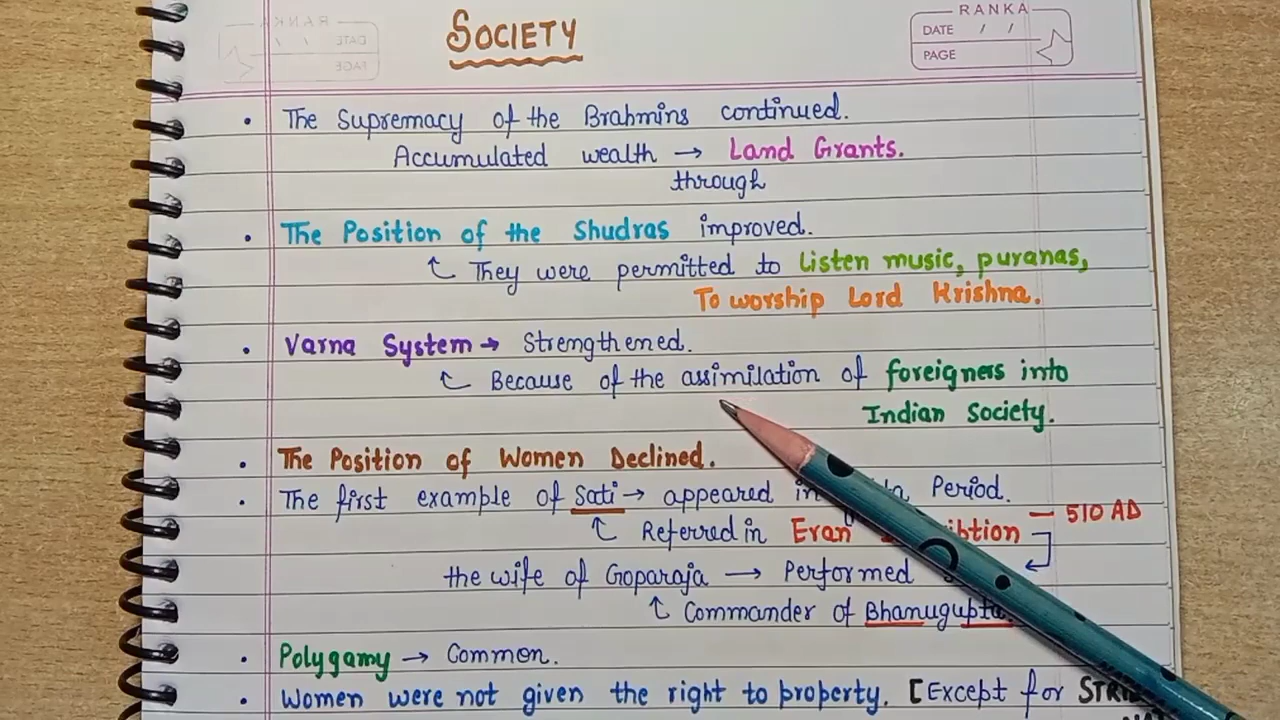 SOCIETY
RANKA
DATE / /
PAGE
• The Supremacy of the Brahmins continued.
Accumulated wealth → Land Grants.
through
• The Position of the Shudras improved.
They were permitted to Listen music, puranas,
To worship Lord Krishna.
• Varna System → Strengthened.
Because of the assimilation of foreigners into
Indian Society.
• The Position of Women Declined.
• The first example of Sati → appeared in Period.
Referred in Eran — 510 AD
the wife of Goparaja → Performed
Commander of Bhanugupta
• Polygamy → Common.
• Women were not given the right to property. [Except for